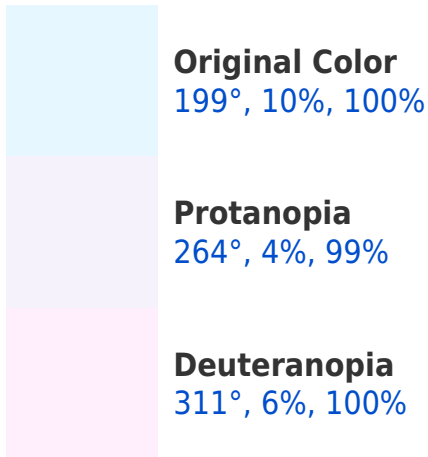 Original Color
199°, 10%, 100%
Protanopia
264°, 4%, 99%
Deuteranopia
311°, 6%, 100%